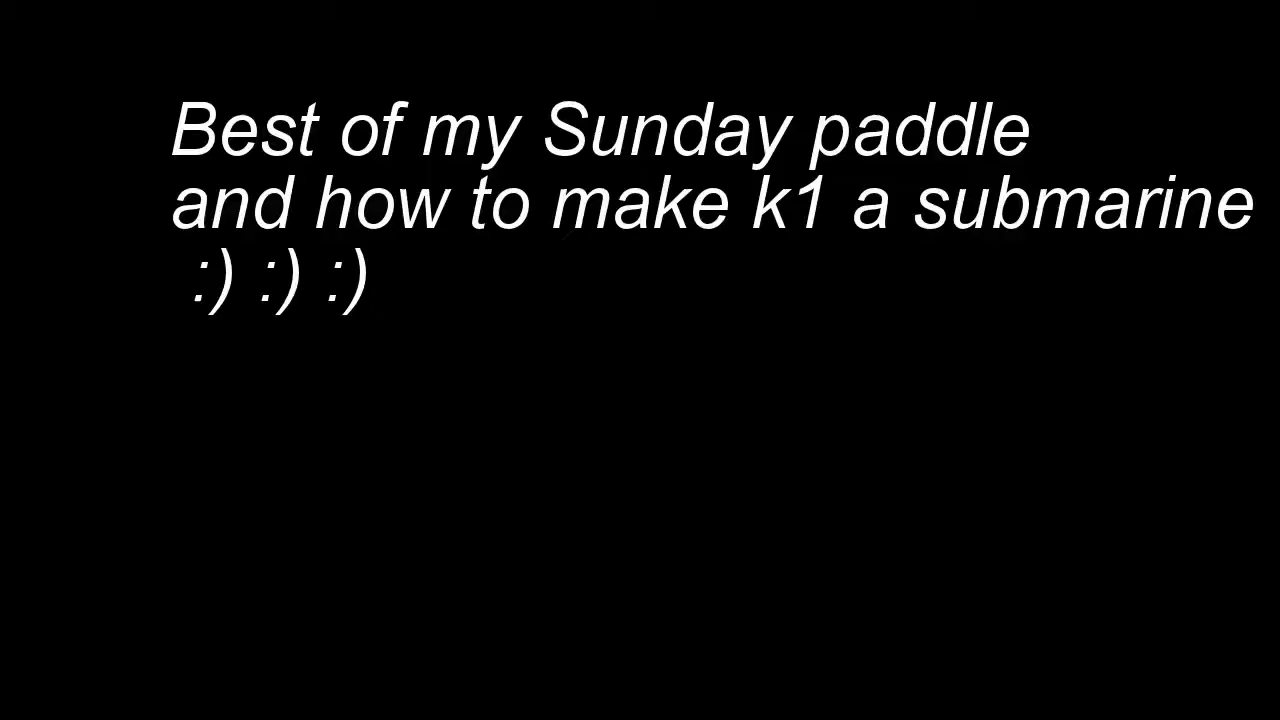 Best of my Sunday paddle
and how to make k1 a submarine
:) :) :)